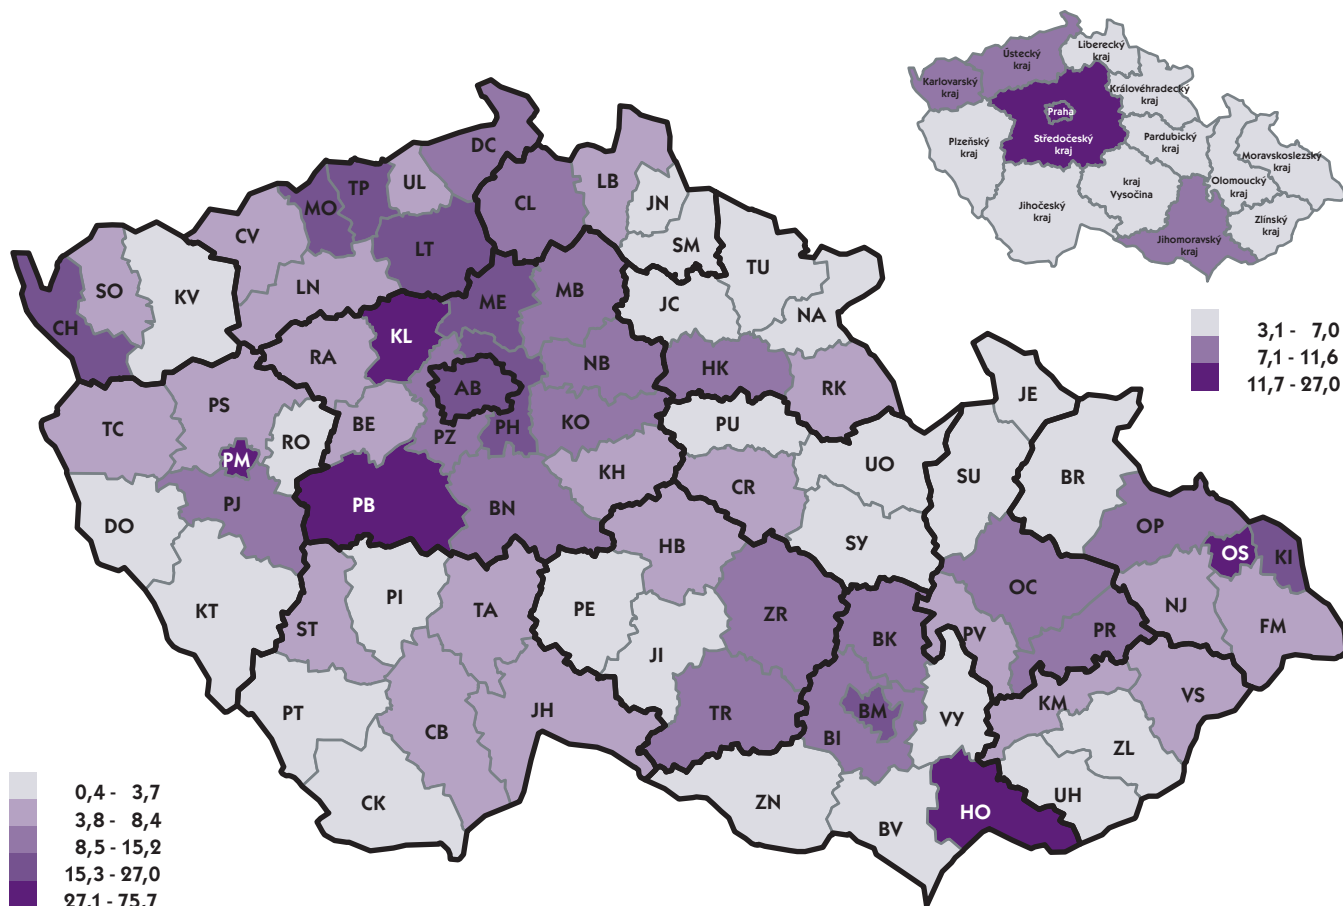 Ústecký
kraj
Liberecký
kraj
Karlovarský
kraj
Královéhradecký
kraj
Praha
Středočeský
kraj
Plzeňský
kraj
Pardubický
kraj
Moravskoslezský
kraj
kraj
Vysočina
Olomoucký
kraj
Jihočeský
kraj
Zlínský
kraj
Jihomoravský
kraj
3,1 - 7,0
7,1 - 11,6
11,7 - 27,0
DC
TP
UL
LB
MO
CL
JN
CV
LT
SM
TU
SO
KV
LN
ME
MB
JC
NA
CH
KL
RA
AB
NB
HK
RK
JE
PS
TC
RO
BE
PZ
PH
KO
PU
PM
KH
UO
SU
BR
PJ
PB
BN
CR
DO
OP
HB
SY
OS
KI
KT
PI
TA
PE
ZR
OC
NJ
ST
BK
PV
PR
FM
JI
PT
CB
JH
TR
BI
BM
VY
KM
VS
ZL
CK
ZN
BV
HO
UH
0,4 - 3,7
3,8 - 8,4
8,5 - 15,2
15,3 - 27,0
27,1 - 75,7